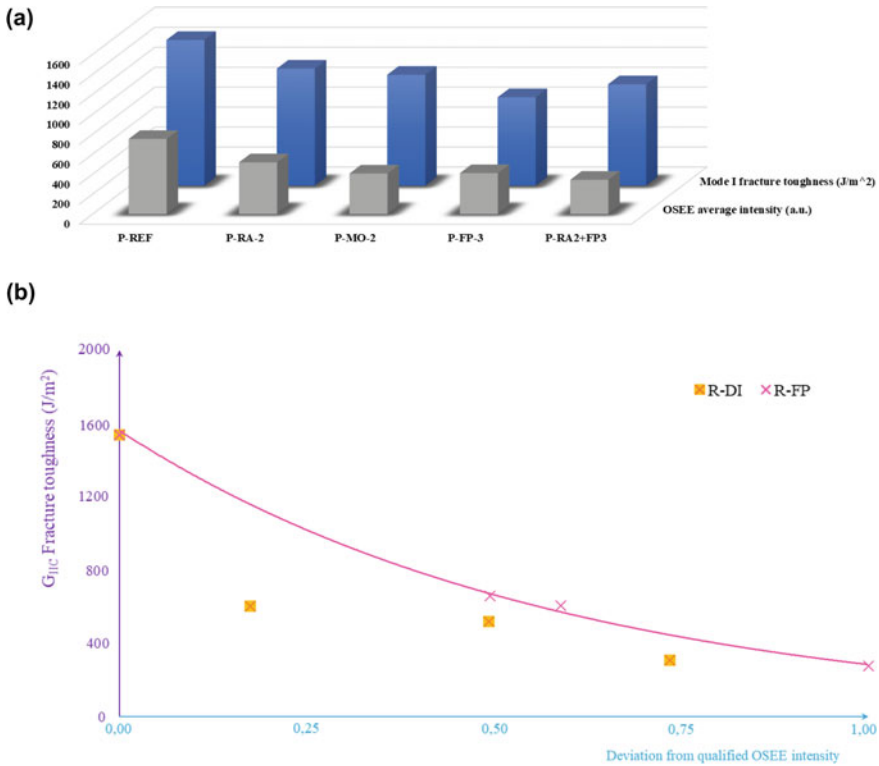 (a)
1600
1400
1200
1000
800
600
400
200
0
Mode I fracture toughness (J/m^2)
OSEE average intensity (a.u.)
P-REF P-RA-2 P-MO-2 P-FP-3 P-RA2+FP3
(b)
G_IIC Fracture toughness (J/m²)
2000
1600
1200
800
400
0
R-DI R-FP
0,00 0,25 0,50 0,75 1,00
Deviation from qualified OSEE intensity